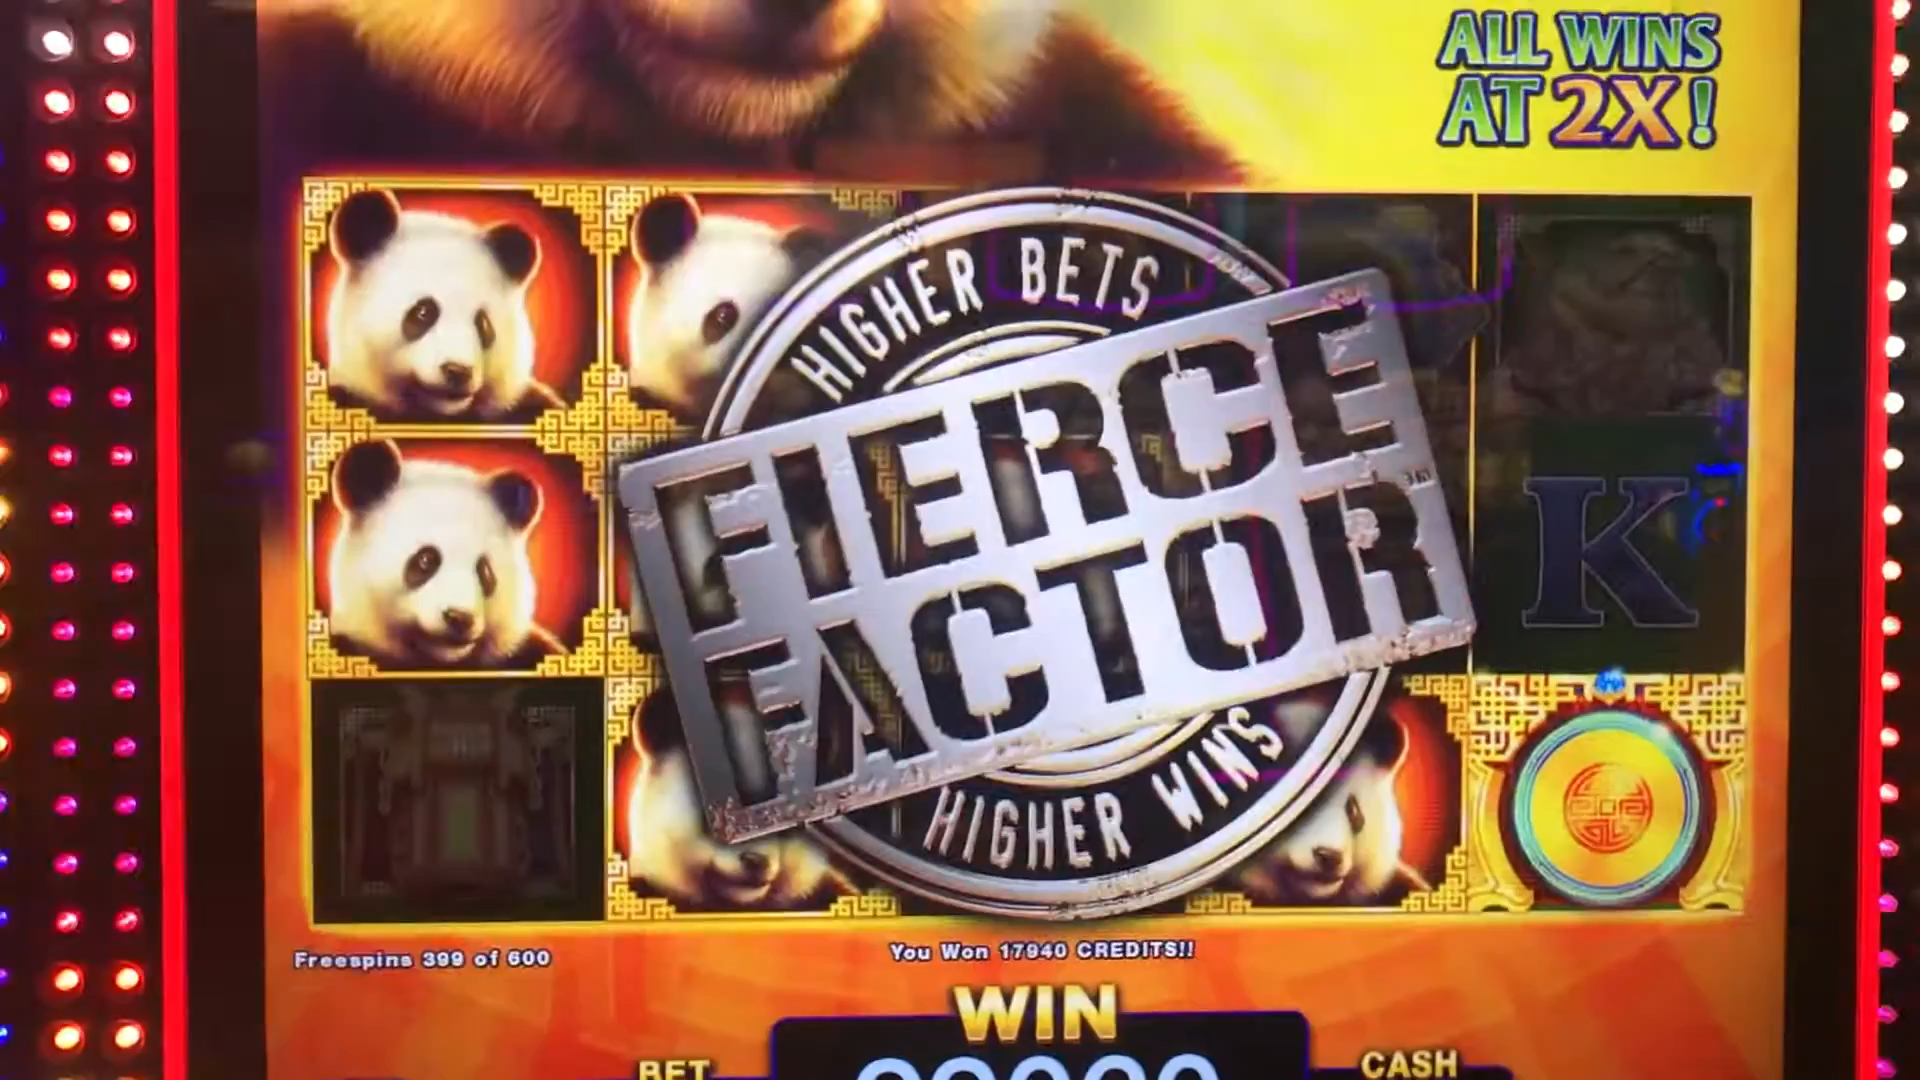 ALL WINS
AT 2X!
HIGHER BETS
FIERCE
FACTOR
TM
HIGHER WINS
K
Freespins 399 of 600
You Won 17940 CREDITS!!
WIN
BET
CASH